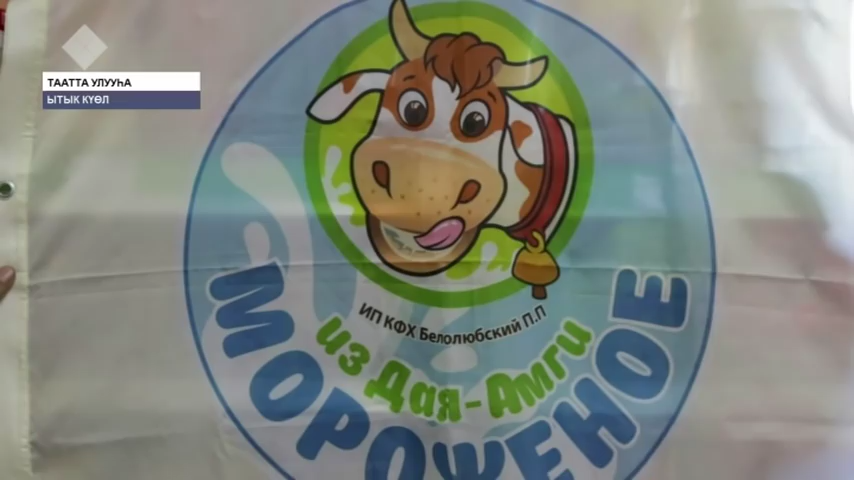 ТААТТА УЛУУҺА
ЫТЫК КҮӨЛ
ИП КФХ Белолюбский П.П
из Дая-Амги
МОРОЖЕНОЕ